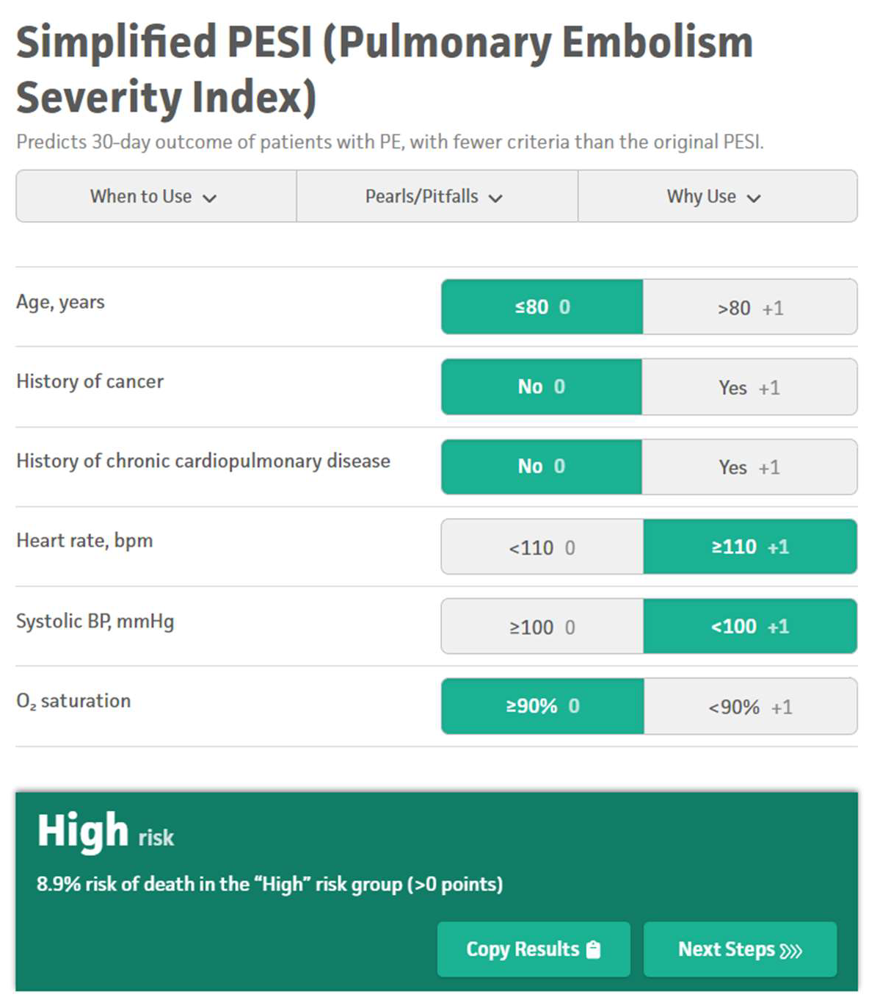 Simplified PESI (Pulmonary Embolism
Severity Index)
Predicts 30-day outcome of patients with PE, with fewer criteria than the original PESI.
When to Use Pearls/Pitfalls Why Use
Age, years ≤80 0 >80 +1
History of cancer No 0 Yes +1
History of chronic cardiopulmonary disease No 0 Yes +1
Heart rate, bpm <110 0 ≥110 +1
Systolic BP, mmHg ≥100 0 <100 +1
O₂ saturation ≥90% 0 <90% +1
High risk
8.9% risk of death in the “High” risk group (>0 points)
Copy Results Next Steps